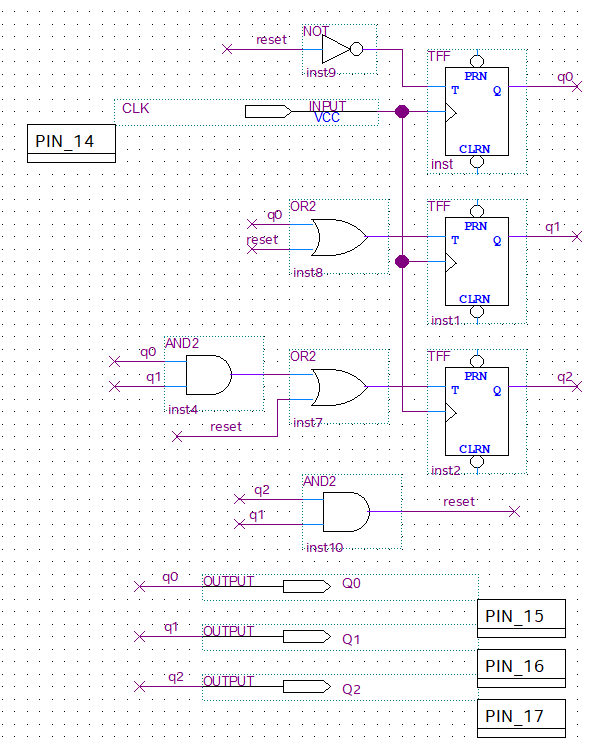 NOT
reset
inst9
TFF
PRN
T Q
CLRN
inst
q0
CLK
INPUT
VCC
PIN_14
OR2
q0
reset
inst8
TFF
PRN
T Q
CLRN
inst1
q1
AND2
q0
q1
inst4
OR2
reset
inst7
TFF
PRN
T Q
CLRN
inst2
q2
AND2
q2
q1
inst10
reset
q0 OUTPUT Q0
PIN_15
q1 OUTPUT Q1
PIN_16
q2 OUTPUT Q2
PIN_17